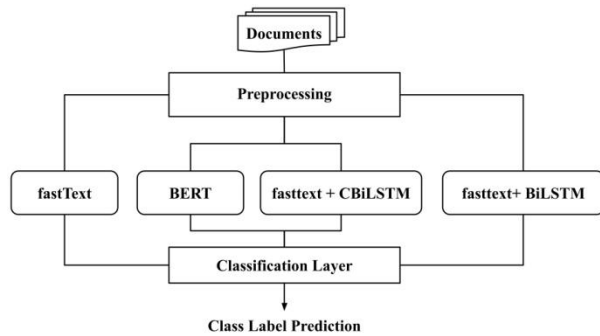 Documents
Preprocessing
fastText
BERT
fasttext + CBiLSTM
fasttext+ BiLSTM
Classification Layer
Class Label Prediction